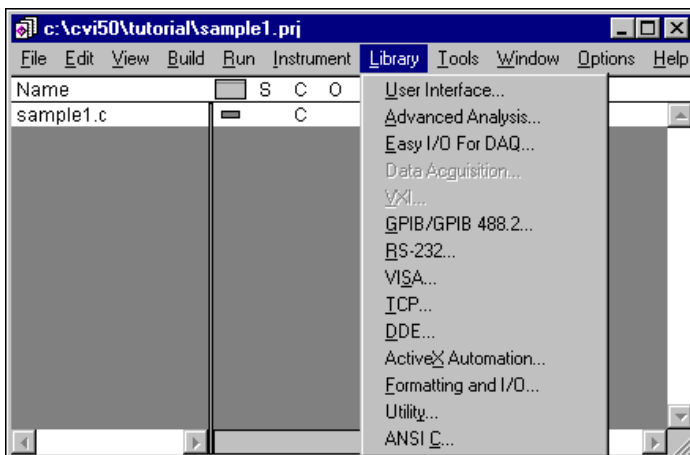 c:\cvi50\tutorial\sample1.prj
File Edit View Build Run Instrument Library Tools Window Options Help
Name S C O
sample1.c C
User Interface...
Advanced Analysis...
Easy I/O For DAQ...
Data Acquisition...
VXI...
GPIB/GPIB 488.2...
RS-232...
VISA...
TCP...
DDE...
ActiveX Automation...
Formatting and I/O...
Utility...
ANSI C...